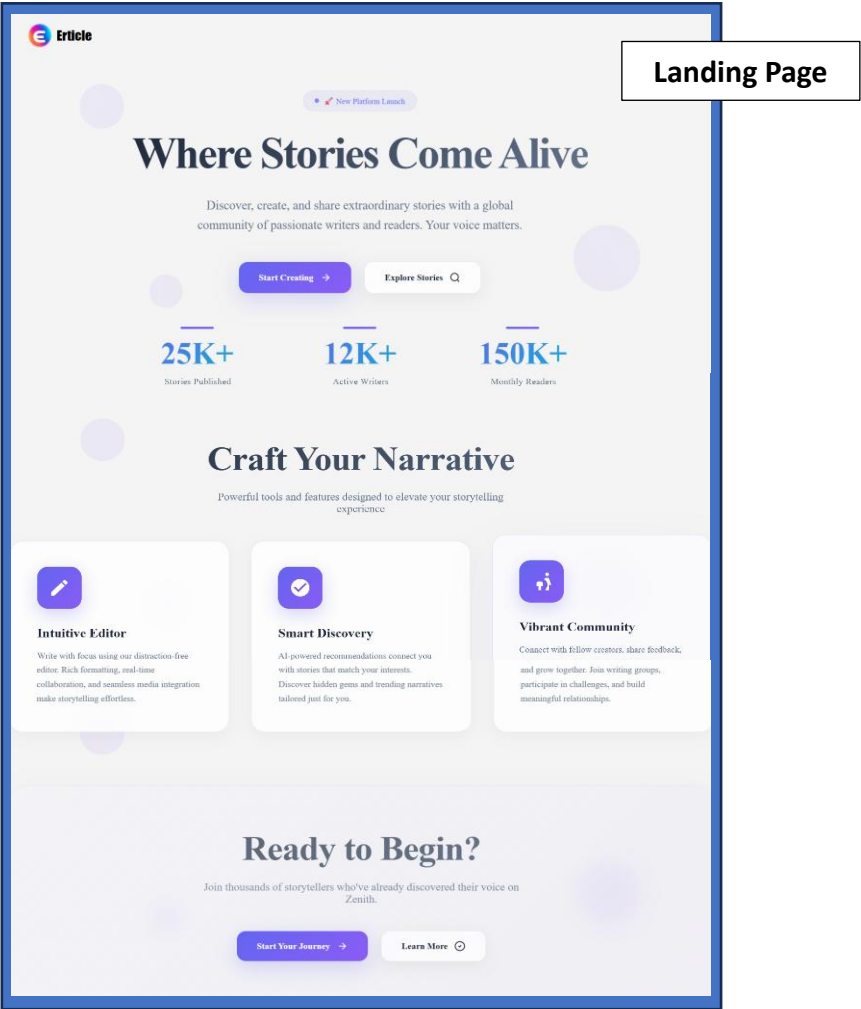 Erticle
Landing Page
New Platform Launch
Where Stories Come Alive
Discover, create, and share extraordinary stories with a global
community of passionate writers and readers. Your voice matters.
Start Creating →
Explore Stories
25K+
12K+
150K+
Stories Published
Active Writers
Monthly Readers
Craft Your Narrative
Powerful tools and features designed to elevate your storytelling
experience
Intuitive Editor
Write with focus using our distraction-free
editor. Rich formatting, real-time
collaboration, and seamless media integration
make storytelling effortless.
Smart Discovery
AI-powered recommendations connect you
with stories that match your interests.
Discover hidden gems and trending narratives
tailored just for you.
Vibrant Community
Connect with fellow creators, share feedback,
and grow together. Join writing groups,
participate in challenges, and build
meaningful relationships.
Ready to Begin?
Join thousands of storytellers who've already discovered their voice on
Zenith.
Start Your Journey →
Learn More